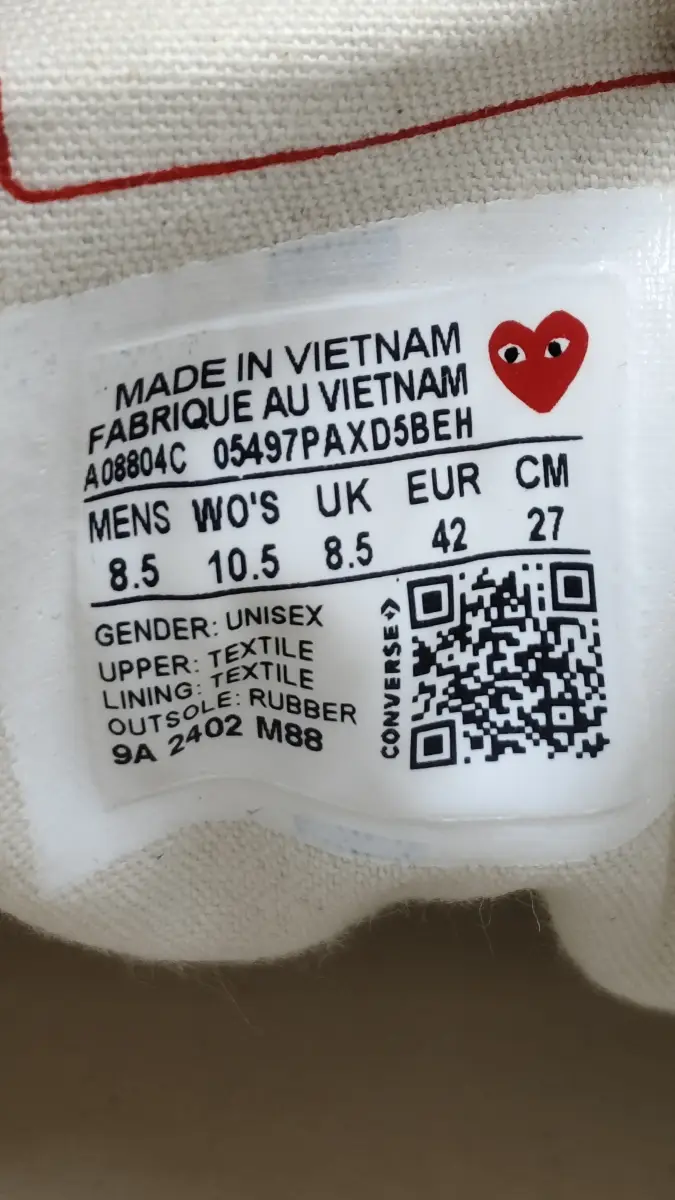 MADE IN VIETNAM
FABRIQUE AU VIETNAM
A08804C 05497PAXD5BEH
MENS WO'S UK EUR CM
8.5 10.5 8.5 42 27
GENDER: UNISEX
UPPER: TEXTILE
LINING: TEXTILE
OUTSOLE: RUBBER
9A 2402 M88
CONVERSE